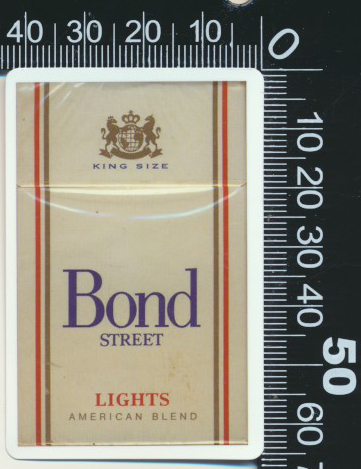 40 30 20 10 0
KING SIZE
10
20
30
40
50
60
Bond
STREET
LIGHTS
AMERICAN BLEND